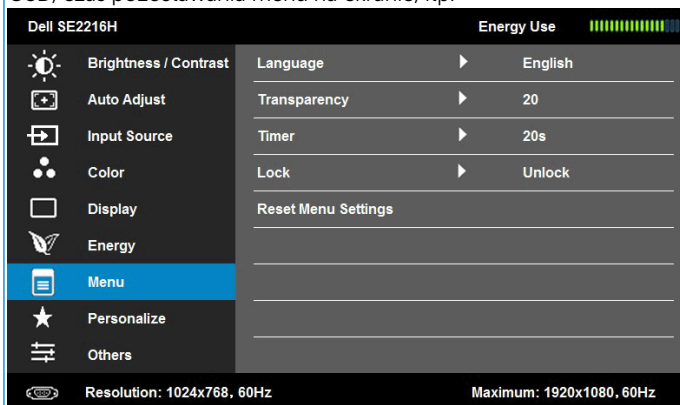 Dell SE2216H Energy Use
Brightness / Contrast Language English
Auto Adjust Transparency 20
Input Source Timer 20s
Color Lock Unlock
Display Reset Menu Settings
Energy
Menu
Personalize
Others
Resolution: 1024x768, 60Hz Maximum: 1920x1080, 60Hz